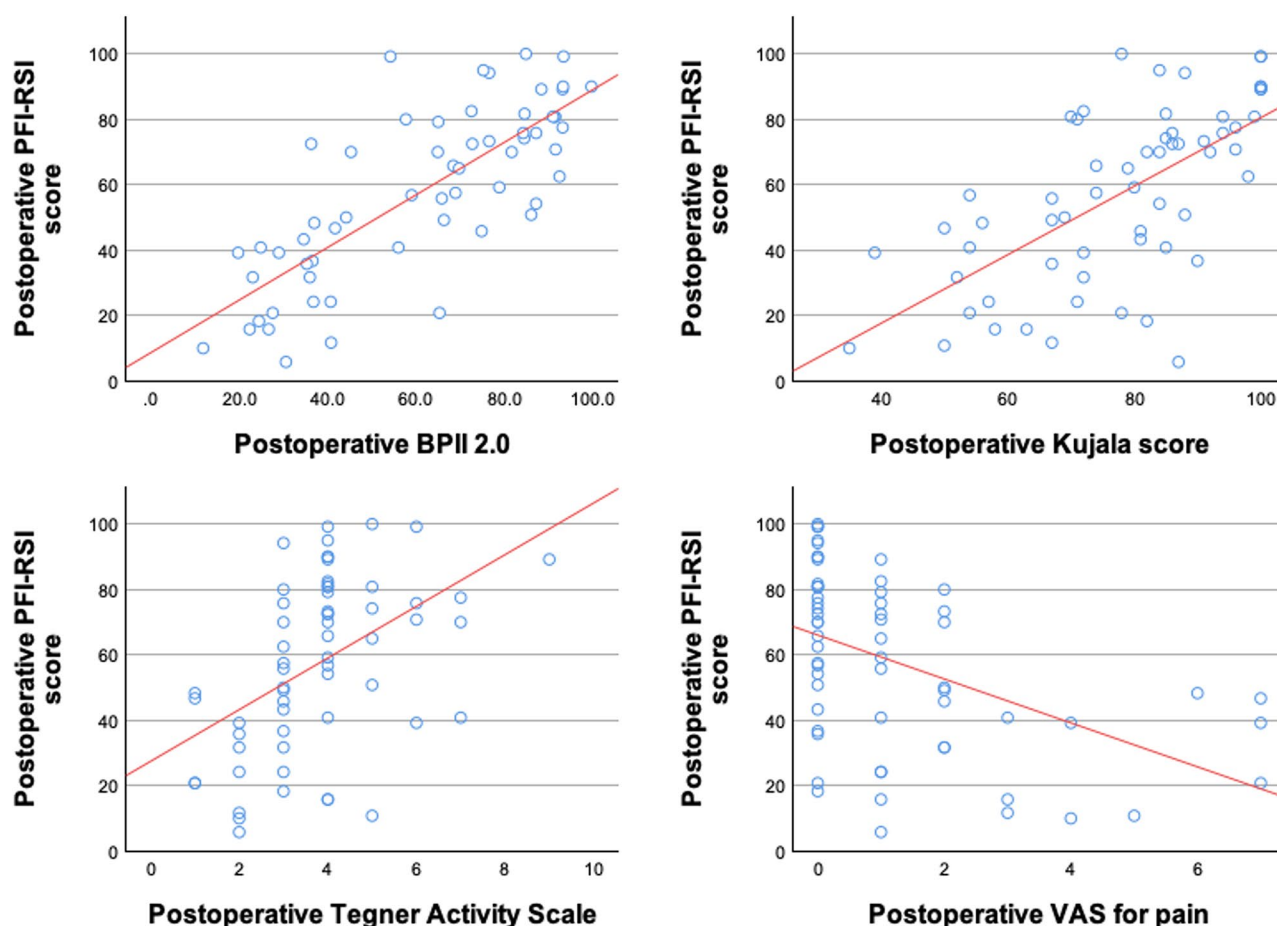 Postoperative PFI-RSI
score
100
80
60
40
20
0
.0 20.0 40.0 60.0 80.0 100.0
Postoperative BPII 2.0
Postoperative PFI-RSI
score
100
80
60
40
20
0
40 60 80 100
Postoperative Kujala score
Postoperative PFI-RSI
score
100
80
60
40
20
0
0 2 4 6 8 10
Postoperative Tegner Activity Scale
Postoperative PFI-RSI
score
100
80
60
40
20
0
0 2 4 6
Postoperative VAS for pain